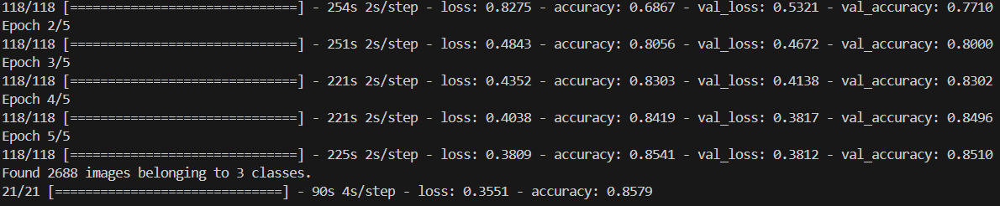 118/118 [==============================] - 254s 2s/step - loss: 0.8275 - accuracy: 0.6867 - val_loss: 0.5321 - val_accuracy: 0.7710
Epoch 2/5
118/118 [==============================] - 251s 2s/step - loss: 0.4843 - accuracy: 0.8056 - val_loss: 0.4672 - val_accuracy: 0.8000
Epoch 3/5
118/118 [==============================] - 221s 2s/step - loss: 0.4352 - accuracy: 0.8303 - val_loss: 0.4138 - val_accuracy: 0.8302
Epoch 4/5
118/118 [==============================] - 221s 2s/step - loss: 0.4038 - accuracy: 0.8419 - val_loss: 0.3817 - val_accuracy: 0.8496
Epoch 5/5
118/118 [==============================] - 225s 2s/step - loss: 0.3809 - accuracy: 0.8541 - val_loss: 0.3812 - val_accuracy: 0.8510
Found 2688 images belonging to 3 classes.
21/21 [==============================] - 90s 4s/step - loss: 0.3551 - accuracy: 0.8579